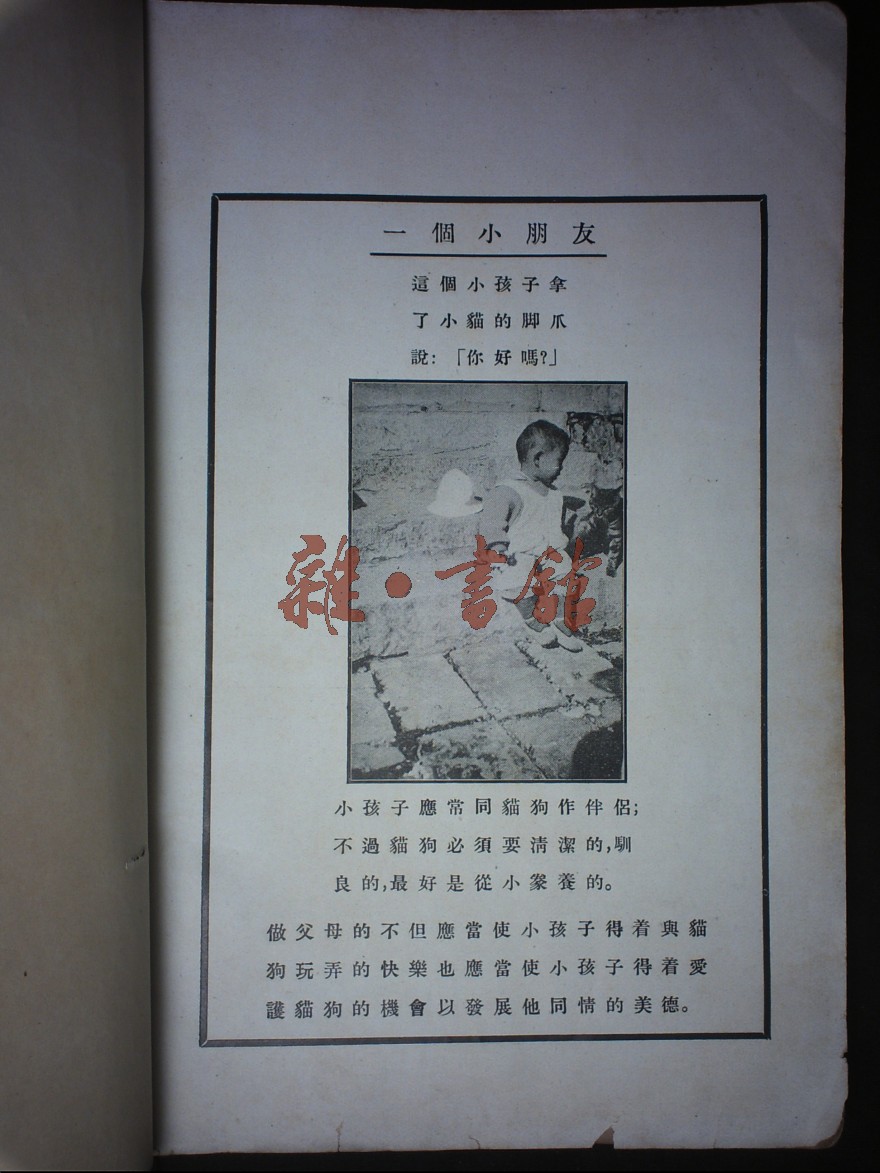 一個小朋友
這個小孩子拿
了小貓的脚爪
說:「你好嗎?」
雜·書館
小孩子應常同貓狗作伴侶;
不過貓狗必須要清潔的,馴
良的,最好是從小豢養的。
做父母的不但應當使小孩子得着與貓
狗玩弄的快樂也應當使小孩子得着愛
護貓狗的機會以發展他同情的美德。